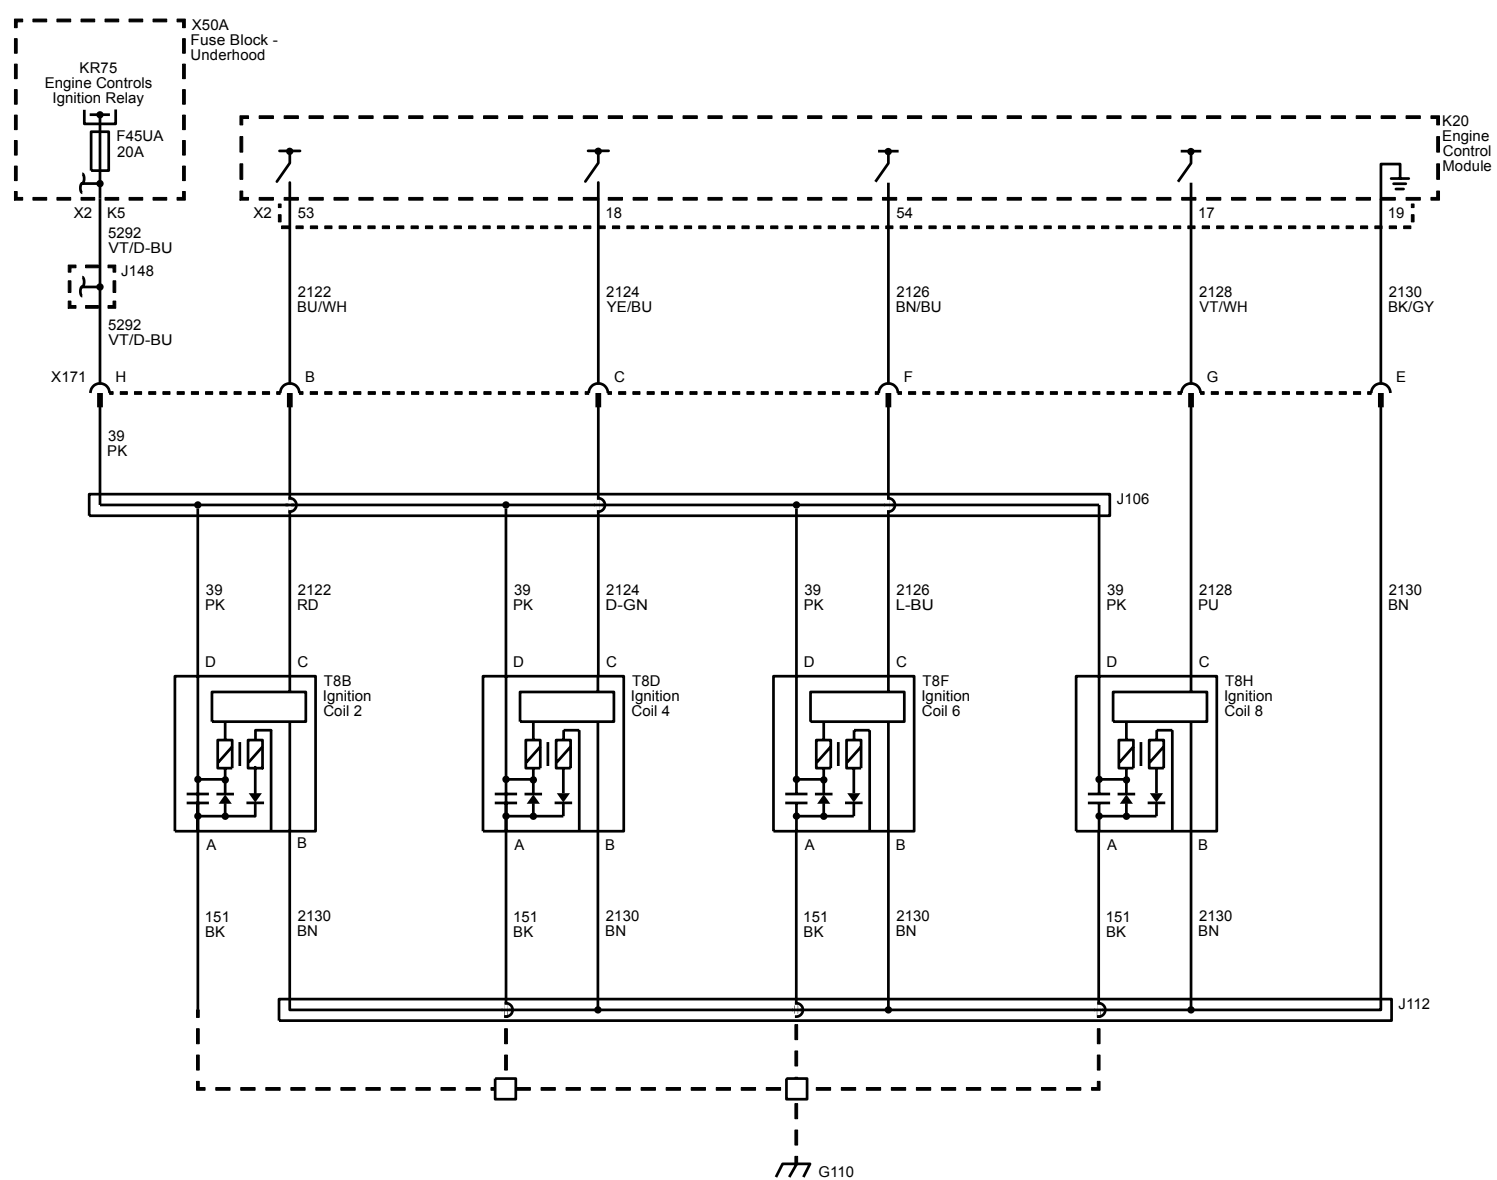 X50A
Fuse Block -
Underhood
KR75
Engine Controls
Ignition Relay
F45UA
20A
K20
Engine
Control
Module
X2 K5
X2 53 18 54 17 19
5292
VT/D-BU
J148
2122
BU/WH
2124
YE/BU
2126
BN/BU
2128
VT/WH
2130
BK/GY
5292
VT/D-BU
X171 H B C F G E
39
PK
J106
39
PK
2122
RD
39
PK
2124
D-GN
39
PK
2126
L-BU
39
PK
2128
PU
2130
BN
D C D C D C D C
T8B
Ignition
Coil 2
T8D
Ignition
Coil 4
T8F
Ignition
Coil 6
T8H
Ignition
Coil 8
A B A B A B A B
151
BK
2130
BN
151
BK
2130
BN
151
BK
2130
BN
151
BK
2130
BN
J112
G110